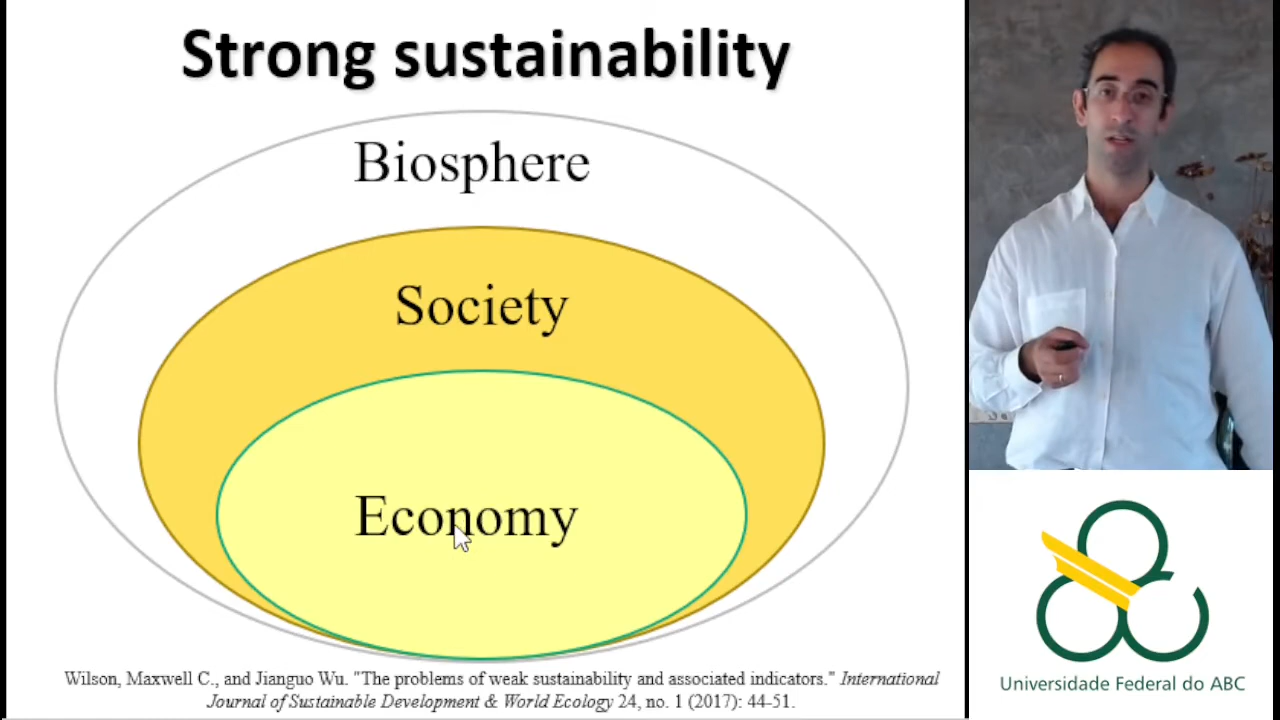 Strong sustainability
Biosphere
Society
Economy
Wilson, Maxwell C., and Jianguo Wu. "The problems of weak sustainability and associated indicators." International
Journal of Sustainable Development & World Ecology 24, no. 1 (2017): 44-51.
Universidade Federal do ABC